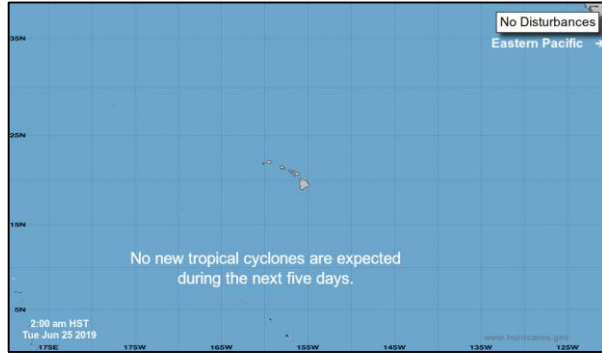 No Disturbances
Eastern Pacific →
35N
25N
15N
5N
No new tropical cyclones are expected
during the next five days.
2:00 am HST
Tue Jun 25 2019
www.hurricanes.gov
175E
175W
165W
155W
145W
135W
125W